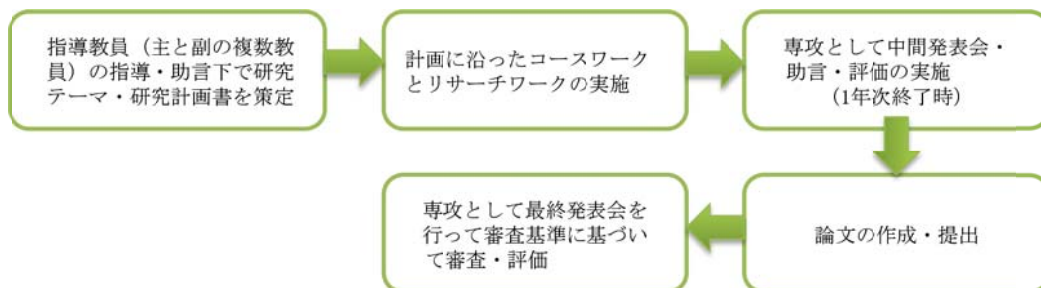 指導教員（主と副の複数教
員）の指導・助言下で研究
テーマ・研究計画書を策定
計画に沿ったコースワーク
とリサーチワークの実施
専攻として中間発表会・
助言・評価の実施
（1年次終了時）
論文の作成・提出
専攻として最終発表会を
行って審査基準に基づい
て審査・評価